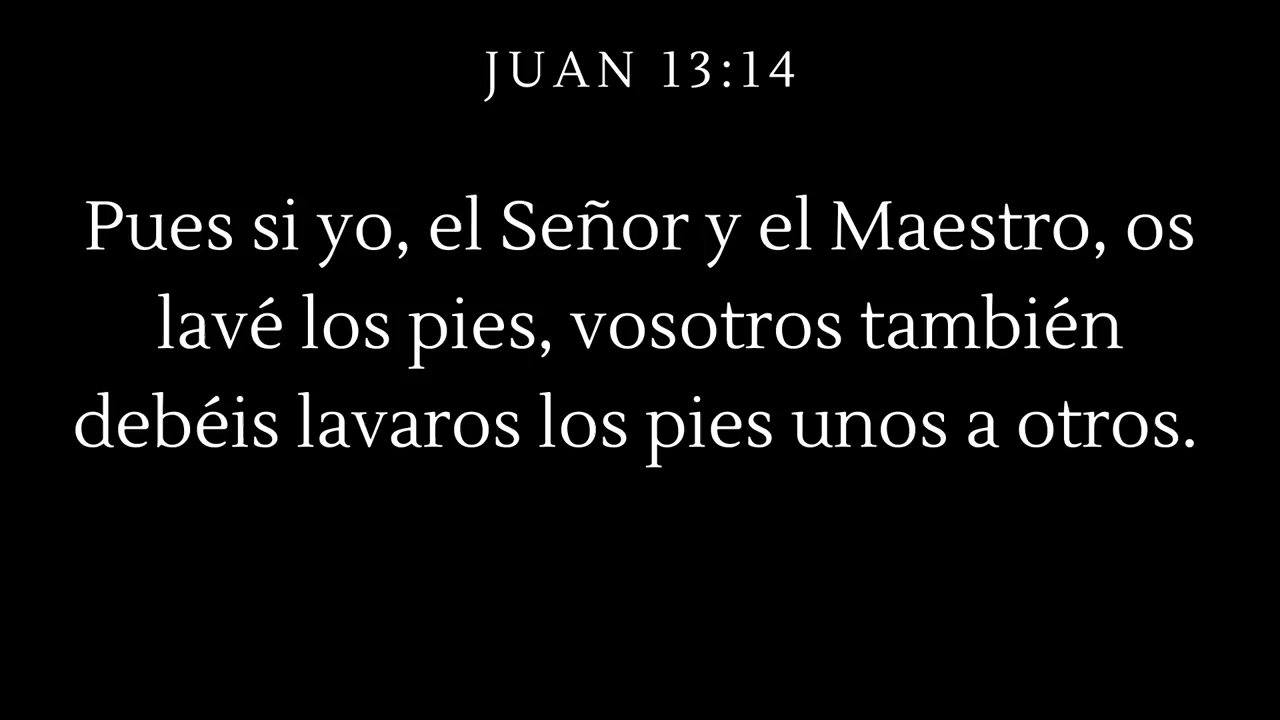 JUAN 13:14
Pues si yo, el Señor y el Maestro, os
lavé los pies, vosotros también
debéis lavaros los pies unos a otros.